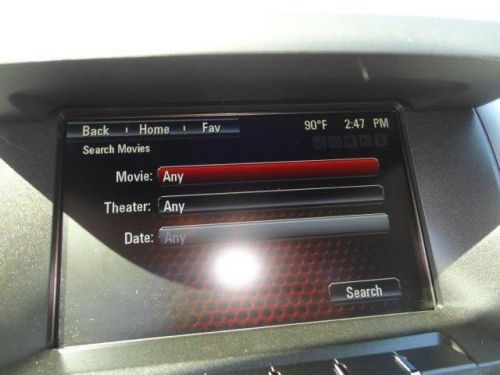 Back Home Fav 90°F 2:47 PM
Search Movies
Movie: Any
Theater: Any
Date: Any
Search